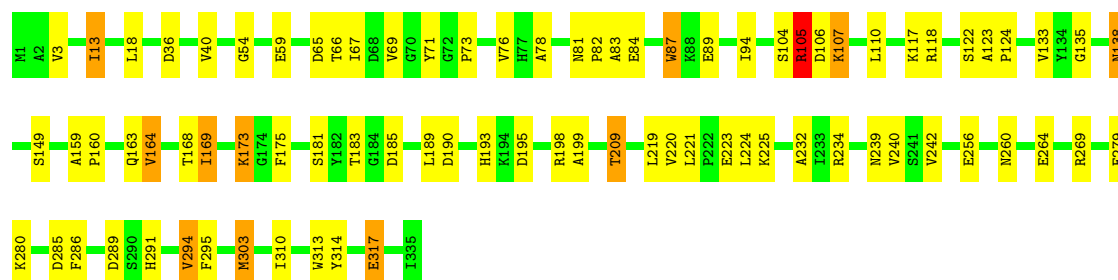 M1 A2 V3 I13 L18 D36 V40 G54 E59 D65 T66 I67 D68 V69 G70 Y71 G72 P73 V76 H77 A78 N81 P82 A83 E84 W87 K88 E89 I94 S104 R105 D106 K107 L110 K117 R118 S122 A123 P124 V133 Y134 G135 N138
S149 A159 P160 Q163 V164 T168 I169 K173 G174 F175 S181 Y182 T183 G184 D185 L189 D190 H193 K194 D195 R198 A199 T209 L219 V220 L221 P222 E223 L224 K225 A232 I233 R234 N239 V240 S241 V242 E256 N260 E264 R269
K280 D285 F286 D289 S290 H291 V294 F295 M303 I310 W313 Y314 E317 I335